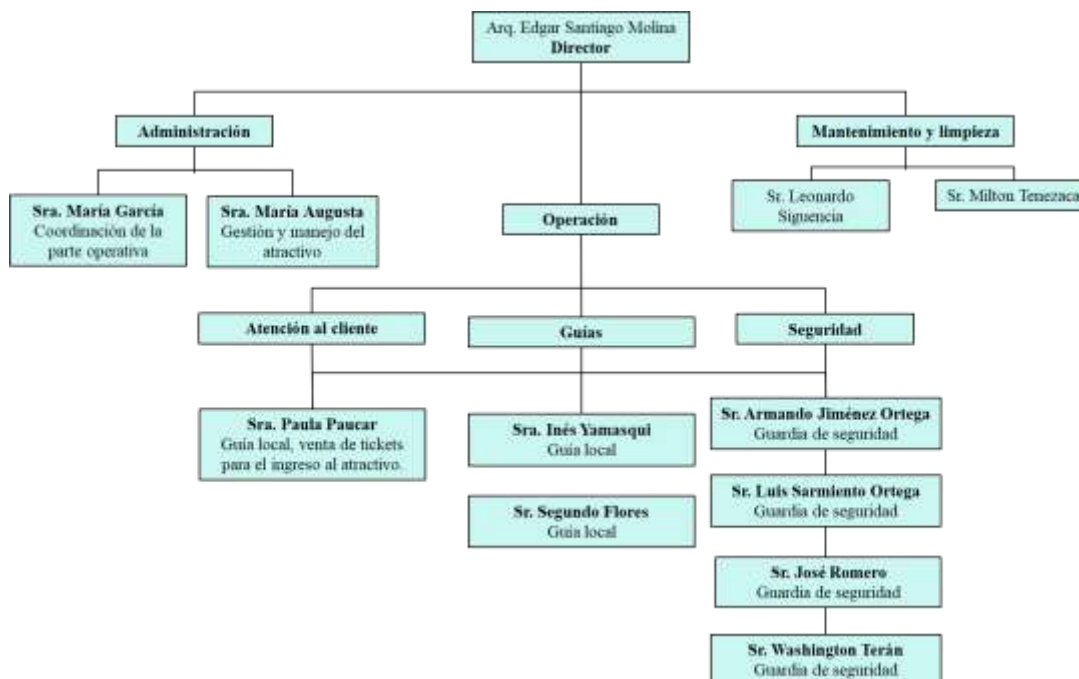 Arq. Edgar Santiago Molina
Director
Administración
Mantenimiento y limpieza
Sra. María García
Coordinación de la
parte operativa
Sra. María Augusta
Gestión y manejo del
atractivo
Sr. Leonardo
Siguencia
Sr. Milton Tenezaca
Operación
Atención al cliente
Guías
Seguridad
Sra. Paula Paucar
Guía local, venta de tickets
para el ingreso al atractivo.
Sra. Inés Yamasqui
Guía local
Sr. Segundo Flores
Guía local
Sr. Armando Jiménez Ortega
Guardia de seguridad
Sr. Luis Sarmiento Ortega
Guardia de seguridad
Sr. José Romero
Guardia de seguridad
Sr. Washington Terán
Guardia de seguridad